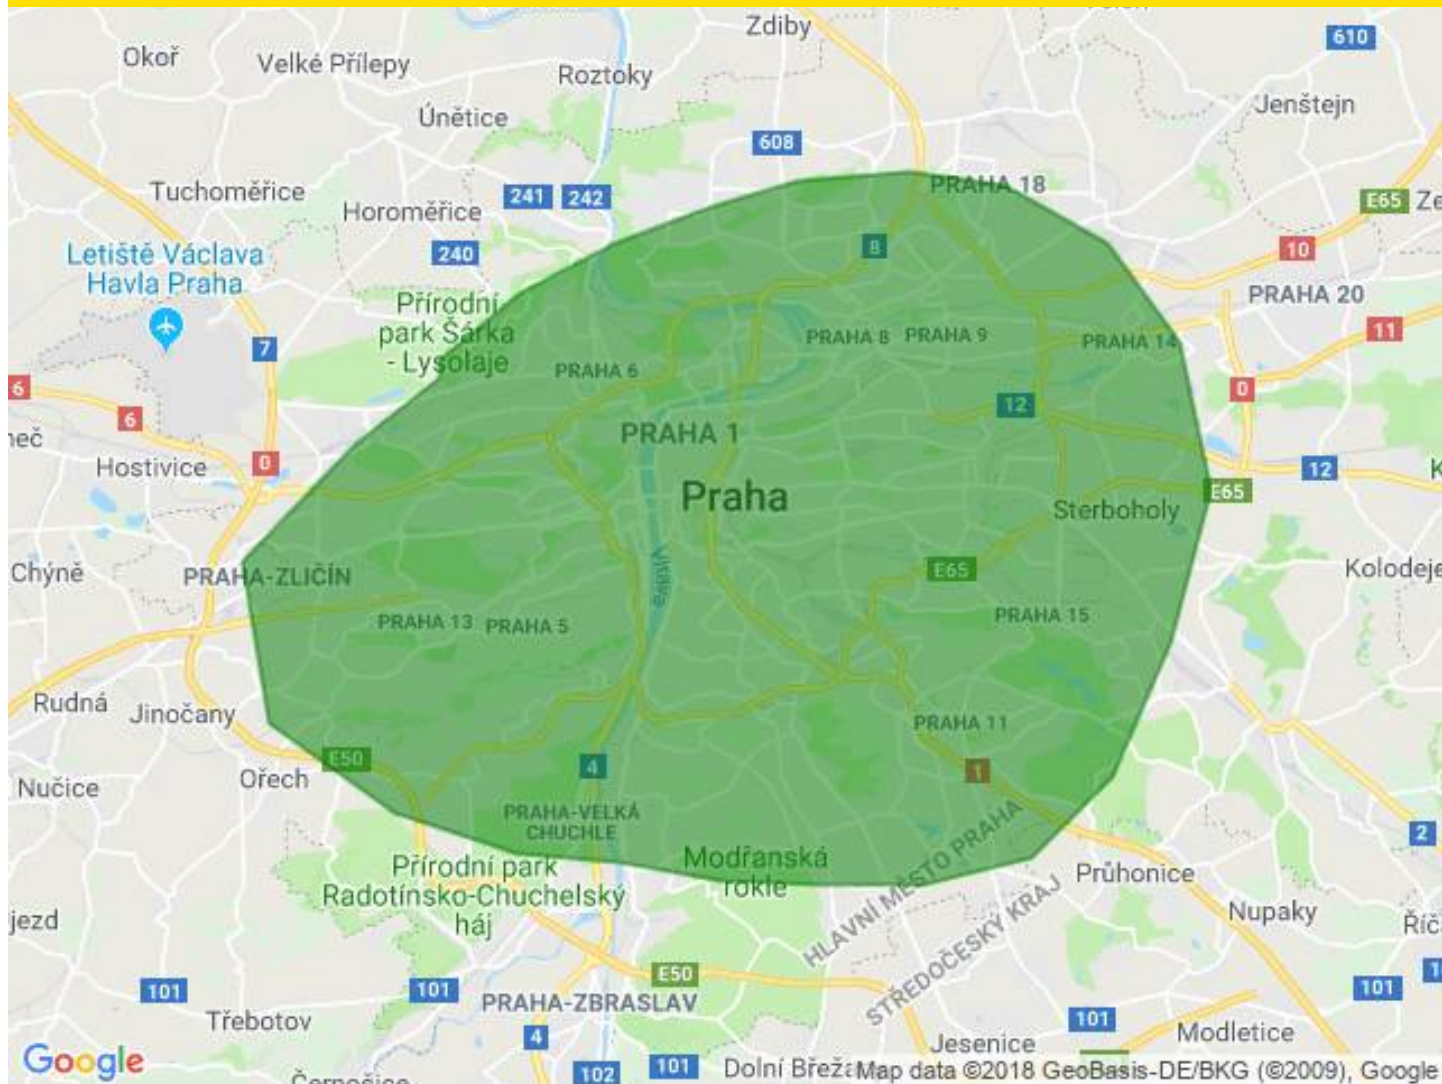 Zdiby
610
Okoř
Velké Přílepy
Roztoky
Jenštejn
Únětice
608
Tuchoměřice
241
242
PRAHA 18
E65
Horoměřice
240
8
10
Letiště Václava
Havla Praha
PRAHA 20
Přírodní
park Šárka
- Lysolaje
7
PRAHA 8
PRAHA 9
PRAHA 14
11
PRAHA 6
6
0
6
12
PRAHA 1
Hostivice
0
12
Praha
E65
Sterboholy
Chýně
PRAHA-ZLIČÍN
Vltava
E65
Kolodeje
PRAHA 13
PRAHA 5
PRAHA 15
Rudná
Jinočany
PRAHA 11
E50
4
1
Ořech
Nučice
PRAHA-VELKÁ
CHUCHLE
2
Přírodní park
Radotínsko-Chuchelský
háj
Modřanská
rokle
HLAVNÍ MĚSTO PRAHA
STŘEDOČESKÝ KRAJ
Průhonice
Nupaky
jezd
Říč
E50
101
101
PRAHA-ZBRASLAV
101
Třebotov
4
101
Jesenice
Modletice
Google
102
101
Dolní Břeža
Map data ©2018 GeoBasis-DE/BKG (©2009), Google